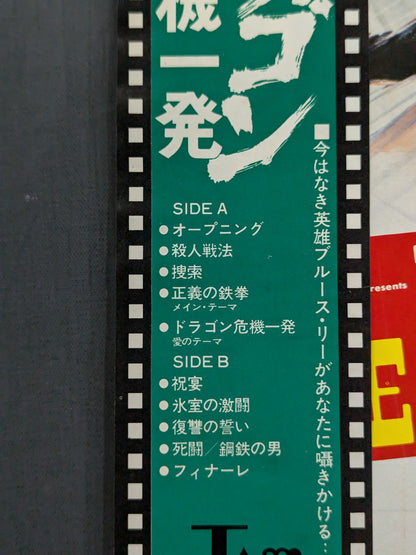 ゴン
機一発
■今はなき英雄ブルース・リーがあなたに囁きかける…
SIDE A
●オープニング
●殺人戦法
●捜索
●正義の鉄拳
メイン・テーマ
●ドラゴン危機一発
愛のテーマ
SIDE B
●祝宴
●氷室の激闘
●復讐の誓い
●死闘／鋼鉄の男
●フィナーレ
resents
E